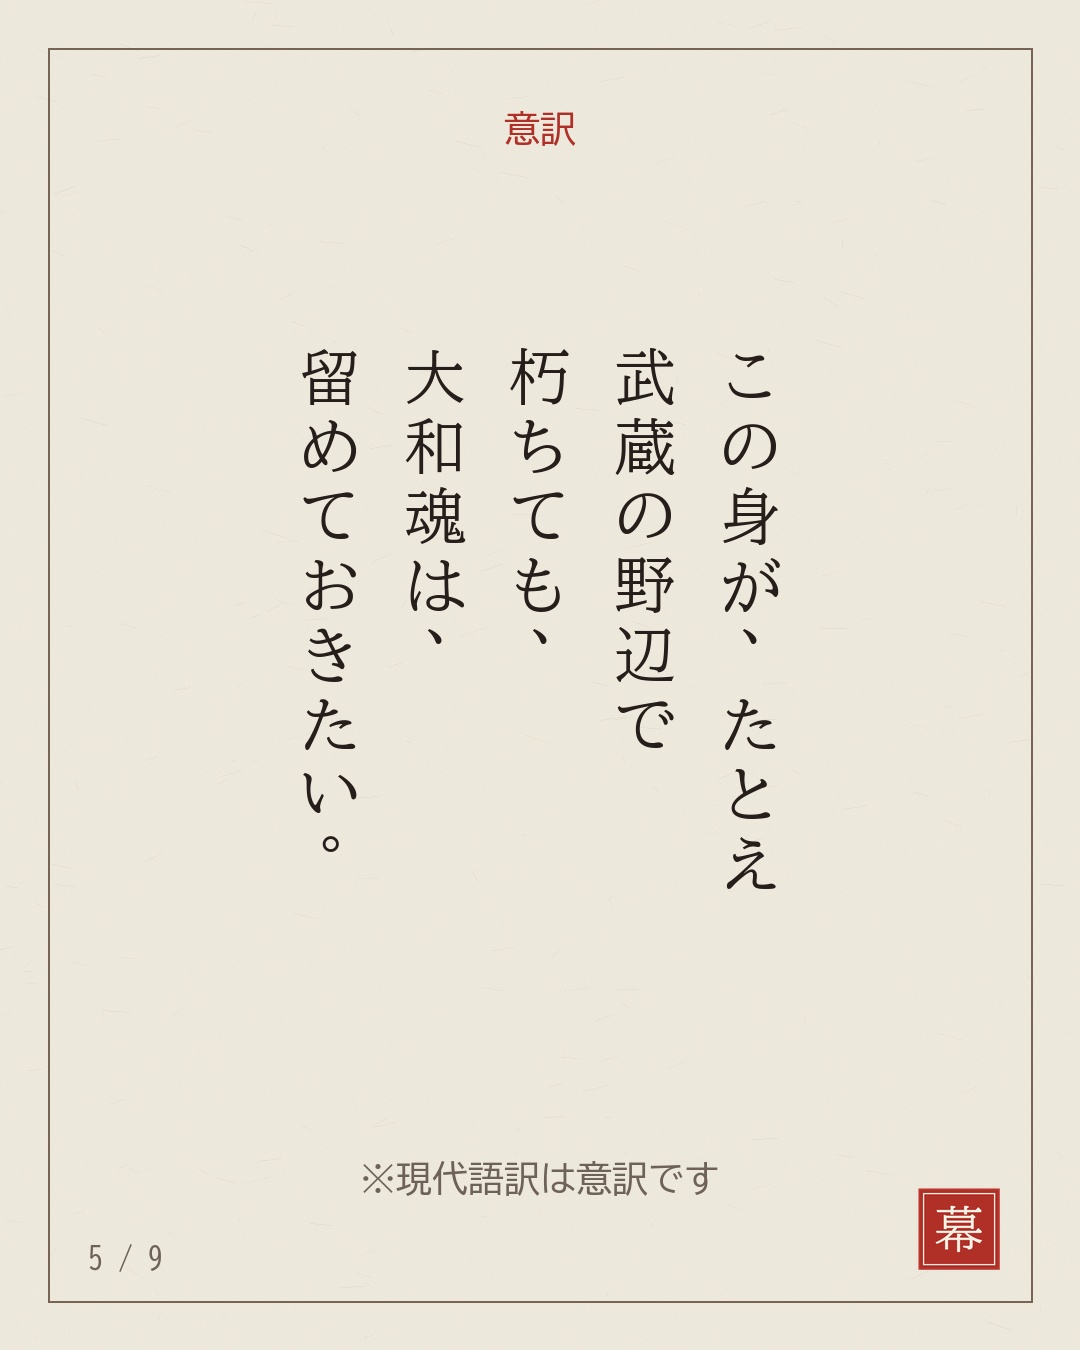 意訳
この身が、たとえ
武蔵の野辺で
朽ちても、
大和魂は、
留めておきたい。
※現代語訳は意訳です
5 / 9
幕